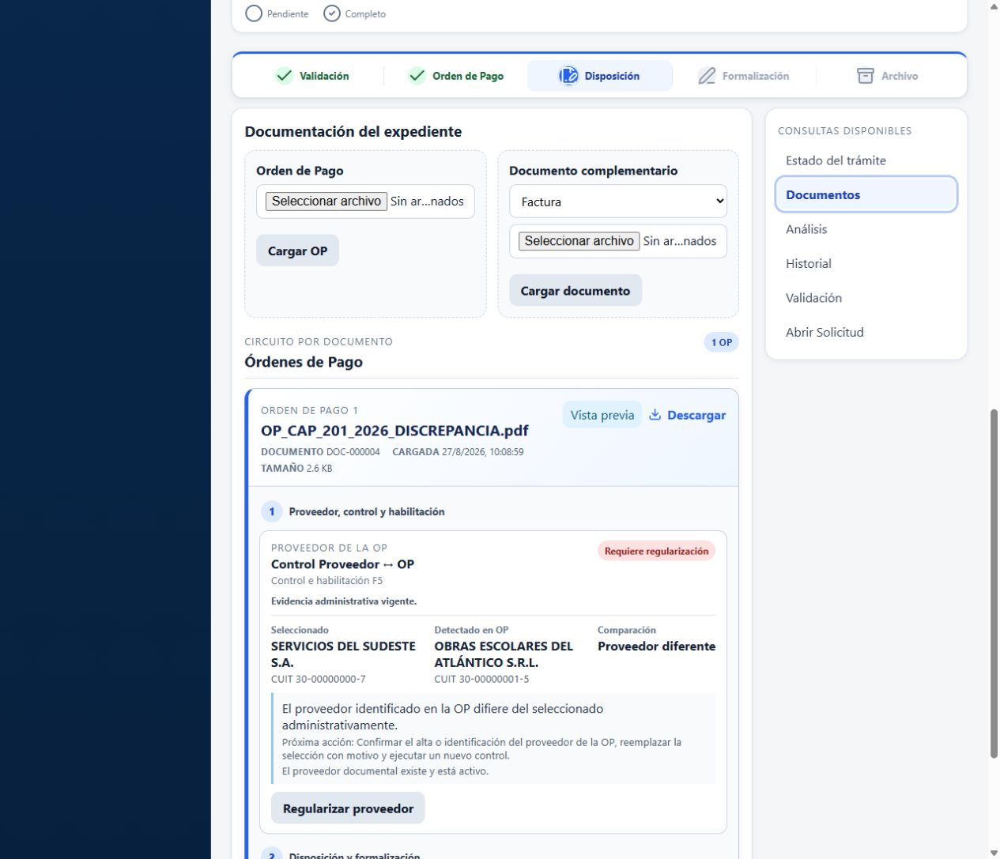 Pendiente
Completo
Validación
Orden de Pago
Disposición
Formalización
Archivo
Documentación del expediente
Orden de Pago
Seleccionar archivo Sin ar...nados
Cargar OP
Documento complementario
Factura
Seleccionar archivo Sin ar...nados
Cargar documento
CIRCUITO POR DOCUMENTO
Órdenes de Pago
1 OP
ORDEN DE PAGO 1
OP_CAP_201_2026_DISCREPANCIA.pdf
DOCUMENTO DOC-000004 CARGADA 27/8/2026, 10:08:59
TAMAÑO 2.6 KB
Vista previa
Descargar
1 Proveedor, control y habilitación
PROVEEDOR DE LA OP
Control Proveedor ↔ OP
Control e habilitación F5
Requiere regularización
Evidencia administrativa vigente.
Seleccionado
SERVICIOS DEL SUDESTE
S.A.
CUIT 30-00000000-7
Detectado en OP
OBRAS ESCOLARES DEL
ATLÁNTICO S.R.L.
CUIT 30-00000001-5
Comparación
Proveedor diferente
El proveedor identificado en la OP difiere del seleccionado
administrativamente.
Próxima acción: Confirmar el alta o identificación del proveedor de la OP, reemplazar la
selección con motivo y ejecutar un nuevo control.
El proveedor documental existe y está activo.
Regularizar proveedor
2 Disposición y formalización
CONSULTAS DISPONIBLES
Estado del trámite
Documentos
Análisis
Historial
Validación
Abrir Solicitud